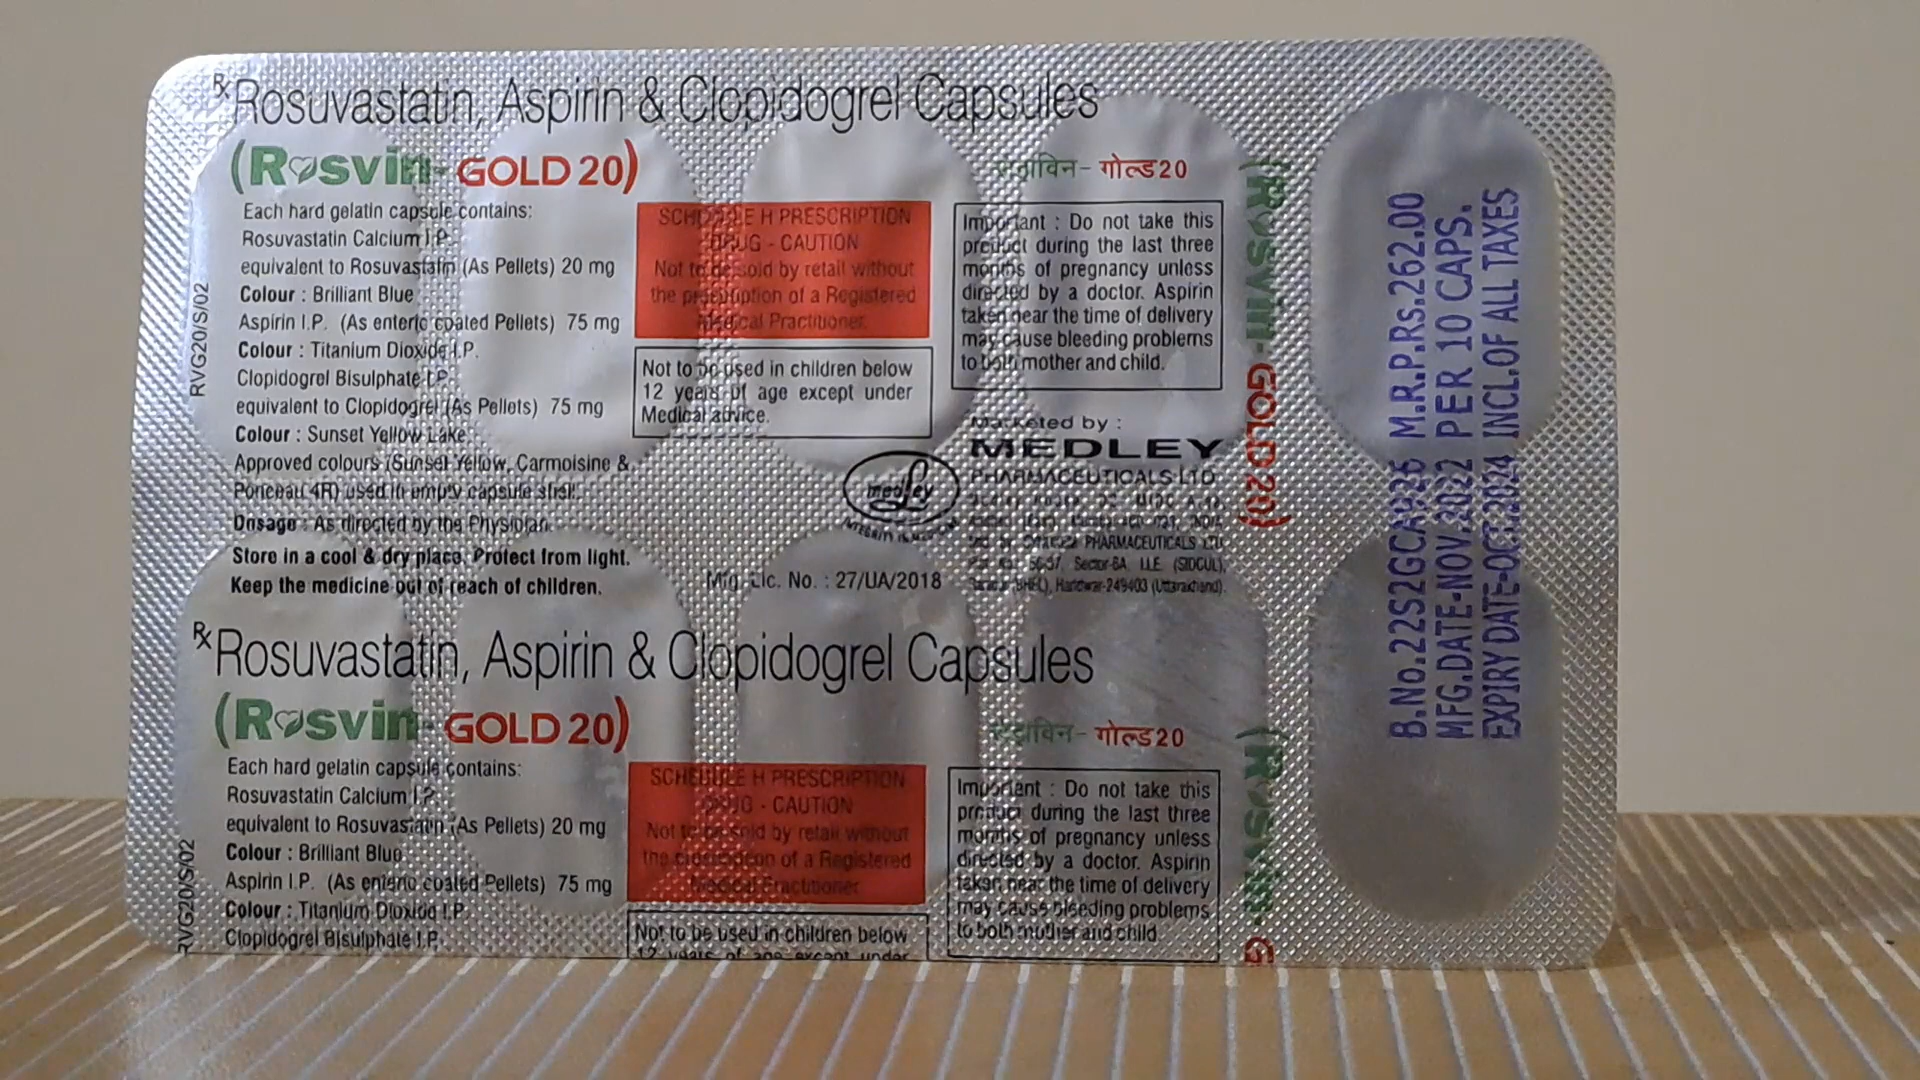 Rx Rosuvastatin, Aspirin & Clopidogrel Capsules
(Rosvin- GOLD 20)
Each hard gelatin capsule contains:
Rosuvastatin Calcium I.P.
equivalent to Rosuvastatin (As Pellets) 20 mg
Colour : Brilliant Blue
Aspirin I.P. (As enteric coated Pellets) 75 mg
Colour : Titanium Dioxide I.P.
Clopidogrel Bisulphate I.P.
equivalent to Clopidogrel (As Pellets) 75 mg
Colour : Sunset Yellow Lake
Approved colours (Sunset Yellow, Carmoisine &
Ponceau 4R) used in empty capsule shell.
Dosage : As directed by the Physician.
Store in a cool & dry place. Protect from light.
Keep the medicine out of reach of children.
RVG20/S/02
SCHEDULE H PRESCRIPTION
DRUG - CAUTION
Not to be sold by retail without
the prescription of a Registered
Medical Practitioner.
Not to be used in children below
12 years of age except under
Medical advice.
medley
Mfg. Lic. No. : 27/UA/2018
गोल्ड 20
Important : Do not take this
product during the last three
months of pregnancy unless
directed by a doctor. Aspirin
taken near the time of delivery
may cause bleeding problems
to both mother and child.
Marketed by :
MEDLEY
PHARMACEUTICALS LTD.
PHARMACEUTICALS LTD.
Sector-6A, I.I.E. (SIDCUL),
(BHEL), Haridwar-249403 (Uttarakhand).
(Rosvin- GOLD 20)
B.No.22S2GCA026 M.R.P.Rs.262.00
MFG.DATE-NOV.2022 PER 10 CAPS.
EXPIRY DATE-OCT.2024 INCL.OF ALL TAXES
Rx Rosuvastatin, Aspirin & Clopidogrel Capsules
(Rosvin- GOLD 20)
Each hard gelatin capsule contains:
Rosuvastatin Calcium I.P.
equivalent to Rosuvastatin (As Pellets) 20 mg
Colour : Brilliant Blue
Aspirin I.P. (As enteric coated Pellets) 75 mg
Colour : Titanium Dioxide I.P.
Clopidogrel Bisulphate I.P.
RVG20/S/02
SCHEDULE H PRESCRIPTION
DRUG - CAUTION
Not to be sold by retail without
the prescription of a Registered
Medical Practitioner
Not to be used in children below
12 years of age except under
गोल्ड 20
Important : Do not take this
product during the last three
months of pregnancy unless
directed by a doctor. Aspirin
taken near the time of delivery
may cause bleeding problems
to both mother and child.
(Rosvin- G